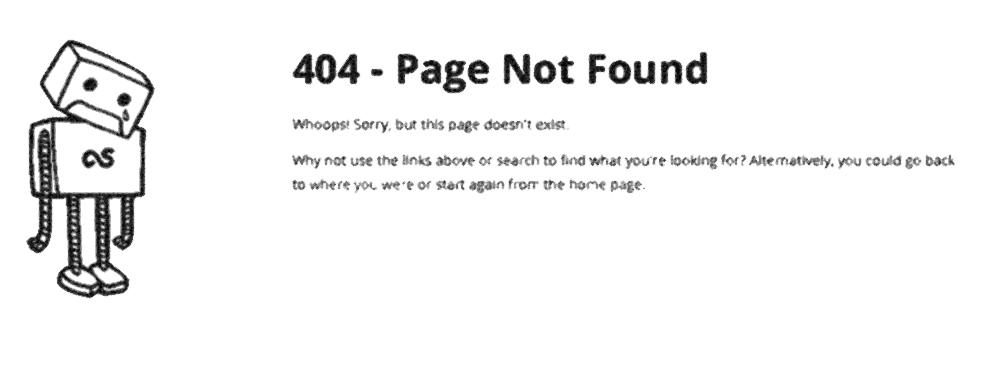 404 - Page Not Found
Whoops! Sorry, but this page doesn't exist.
Why not use the links above or search to find what you're looking for? Alternatively, you could go back
to where you were or start again from the home page.